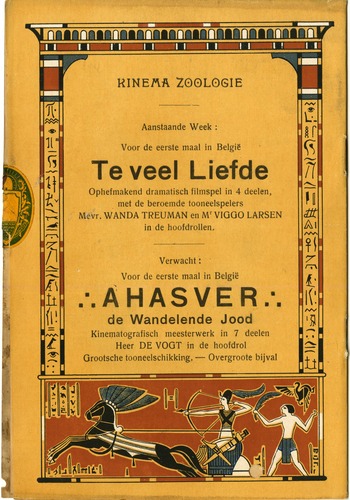 KINEMA ZOOLOGIE
Aanstaande Week :
Voor de eerste maal in België
Te veel Liefde
Ophefmakend dramatisch filmspel in 4 deelen,
met de beroemde tooneelspelers
Mevr. WANDA TREUMAN en Mr VIGGO LARSEN
in de hoofdrollen.
Verwacht :
Voor de eerste maal in België
∴ AHASVER ∴
de Wandelende Jood
Kinematografisch meesterwerk in 7 deelen
Heer DE VOGT in de hoofdrol
Grootsche tooneelschikking. — Overgroote bijval